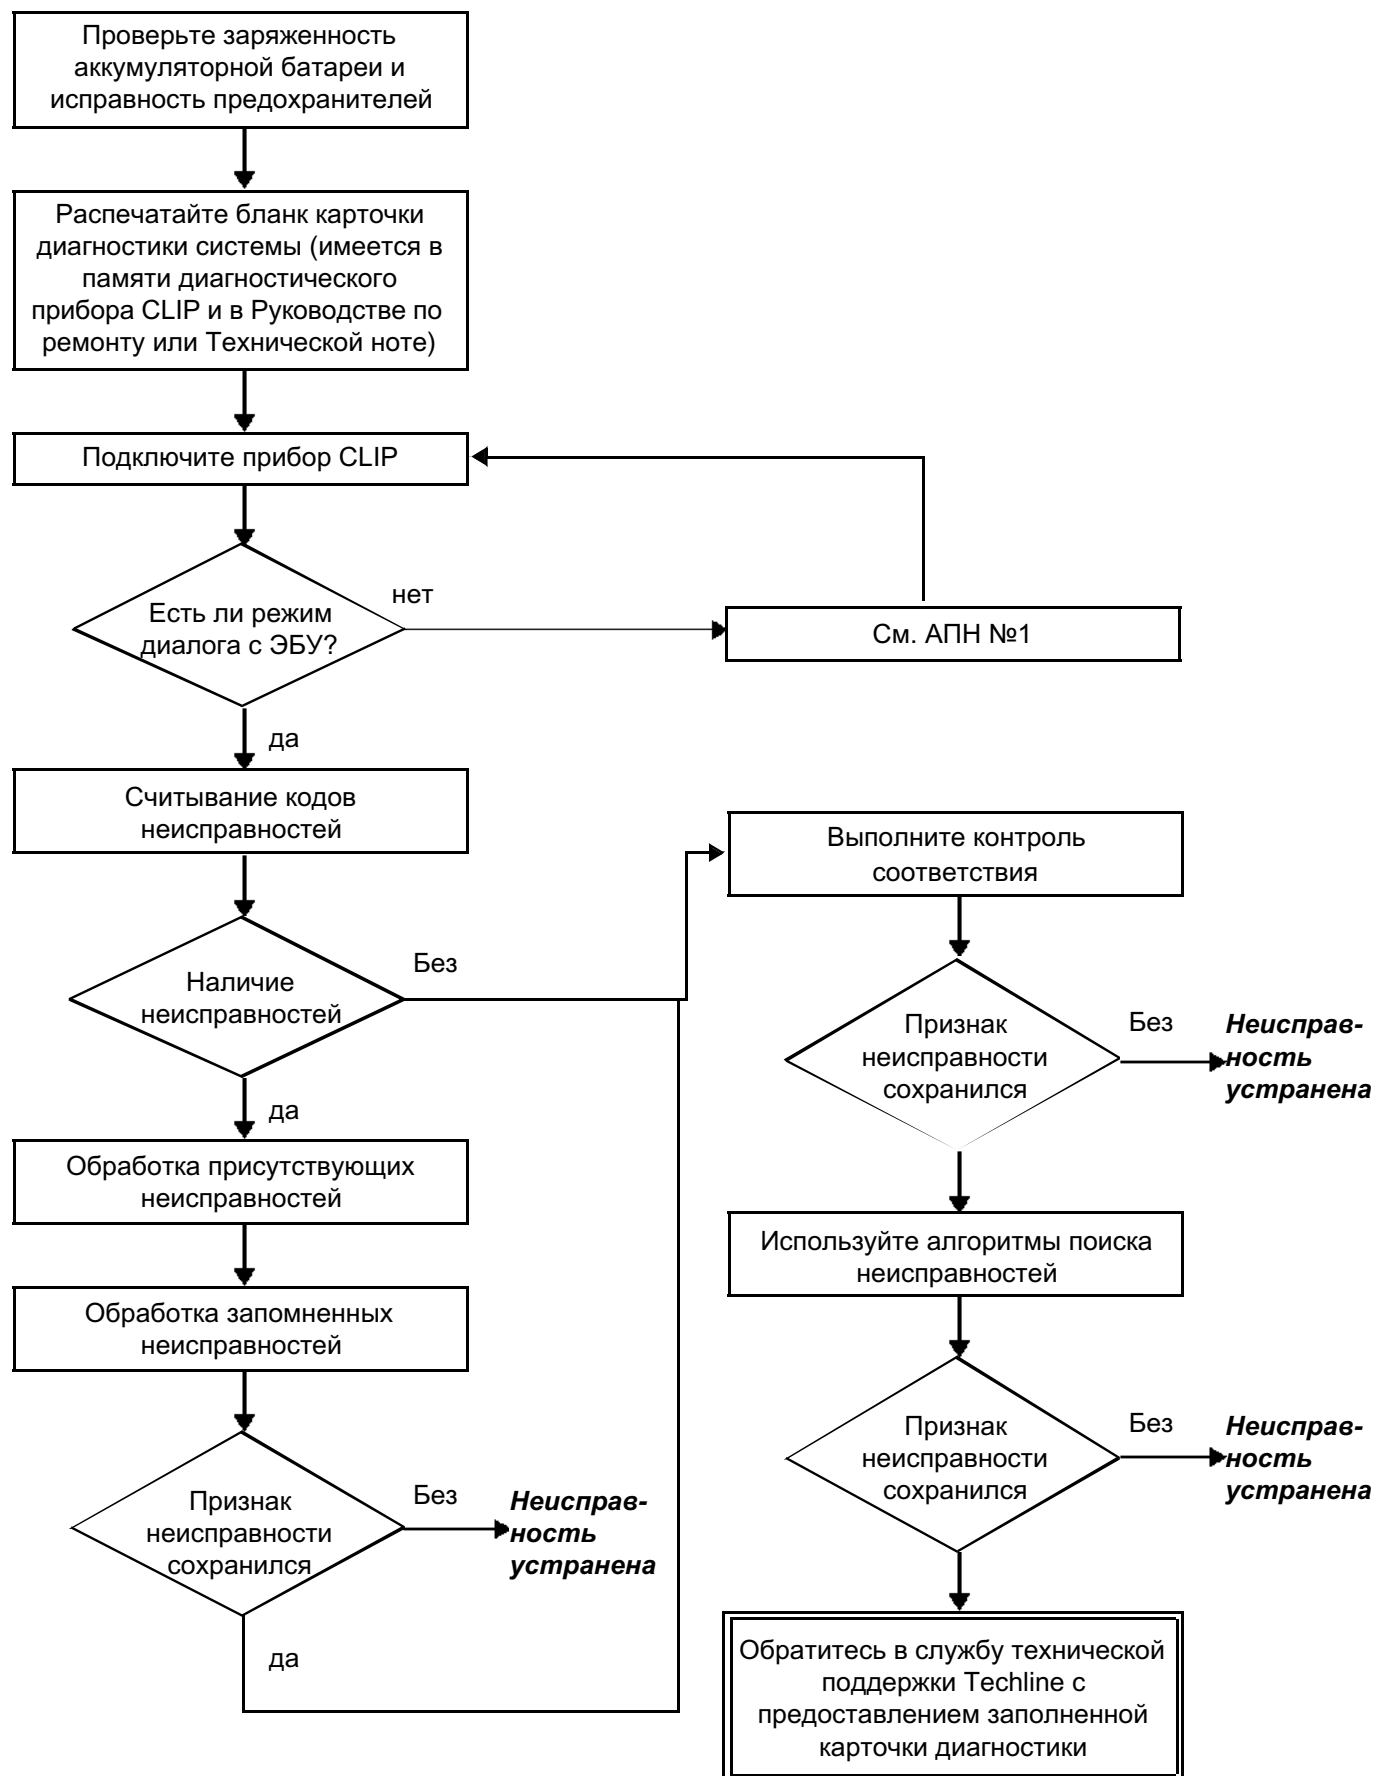 Проверьте заряженность
аккумуляторной батареи и
исправность предохранителей
Распечатайте бланк карточки
диагностики системы (имеется в
памяти диагностического
прибора CLIP и в Руководстве по
ремонту или Технической ноте)
Подключите прибор CLIP
Есть ли режим
диалога с ЭБУ?
нет
См. АПН №1
да
Считывание кодов
неисправностей
Наличие
неисправностей
Без
да
Обработка присутствующих
неисправностей
Обработка запомненных
неисправностей
Признак
неисправности
сохранился
Без
Неисправ-
ность
устранена
да
Выполните контроль
соответствия
Признак
неисправности
сохранился
Без
Неисправ-
ность
устранена
Используйте алгоритмы поиска
неисправностей
Признак
неисправности
сохранился
Без
Неисправ-
ность
устранена
Обратитесь в службу технической
поддержки Techline с
предоставлением заполненной
карточки диагностики